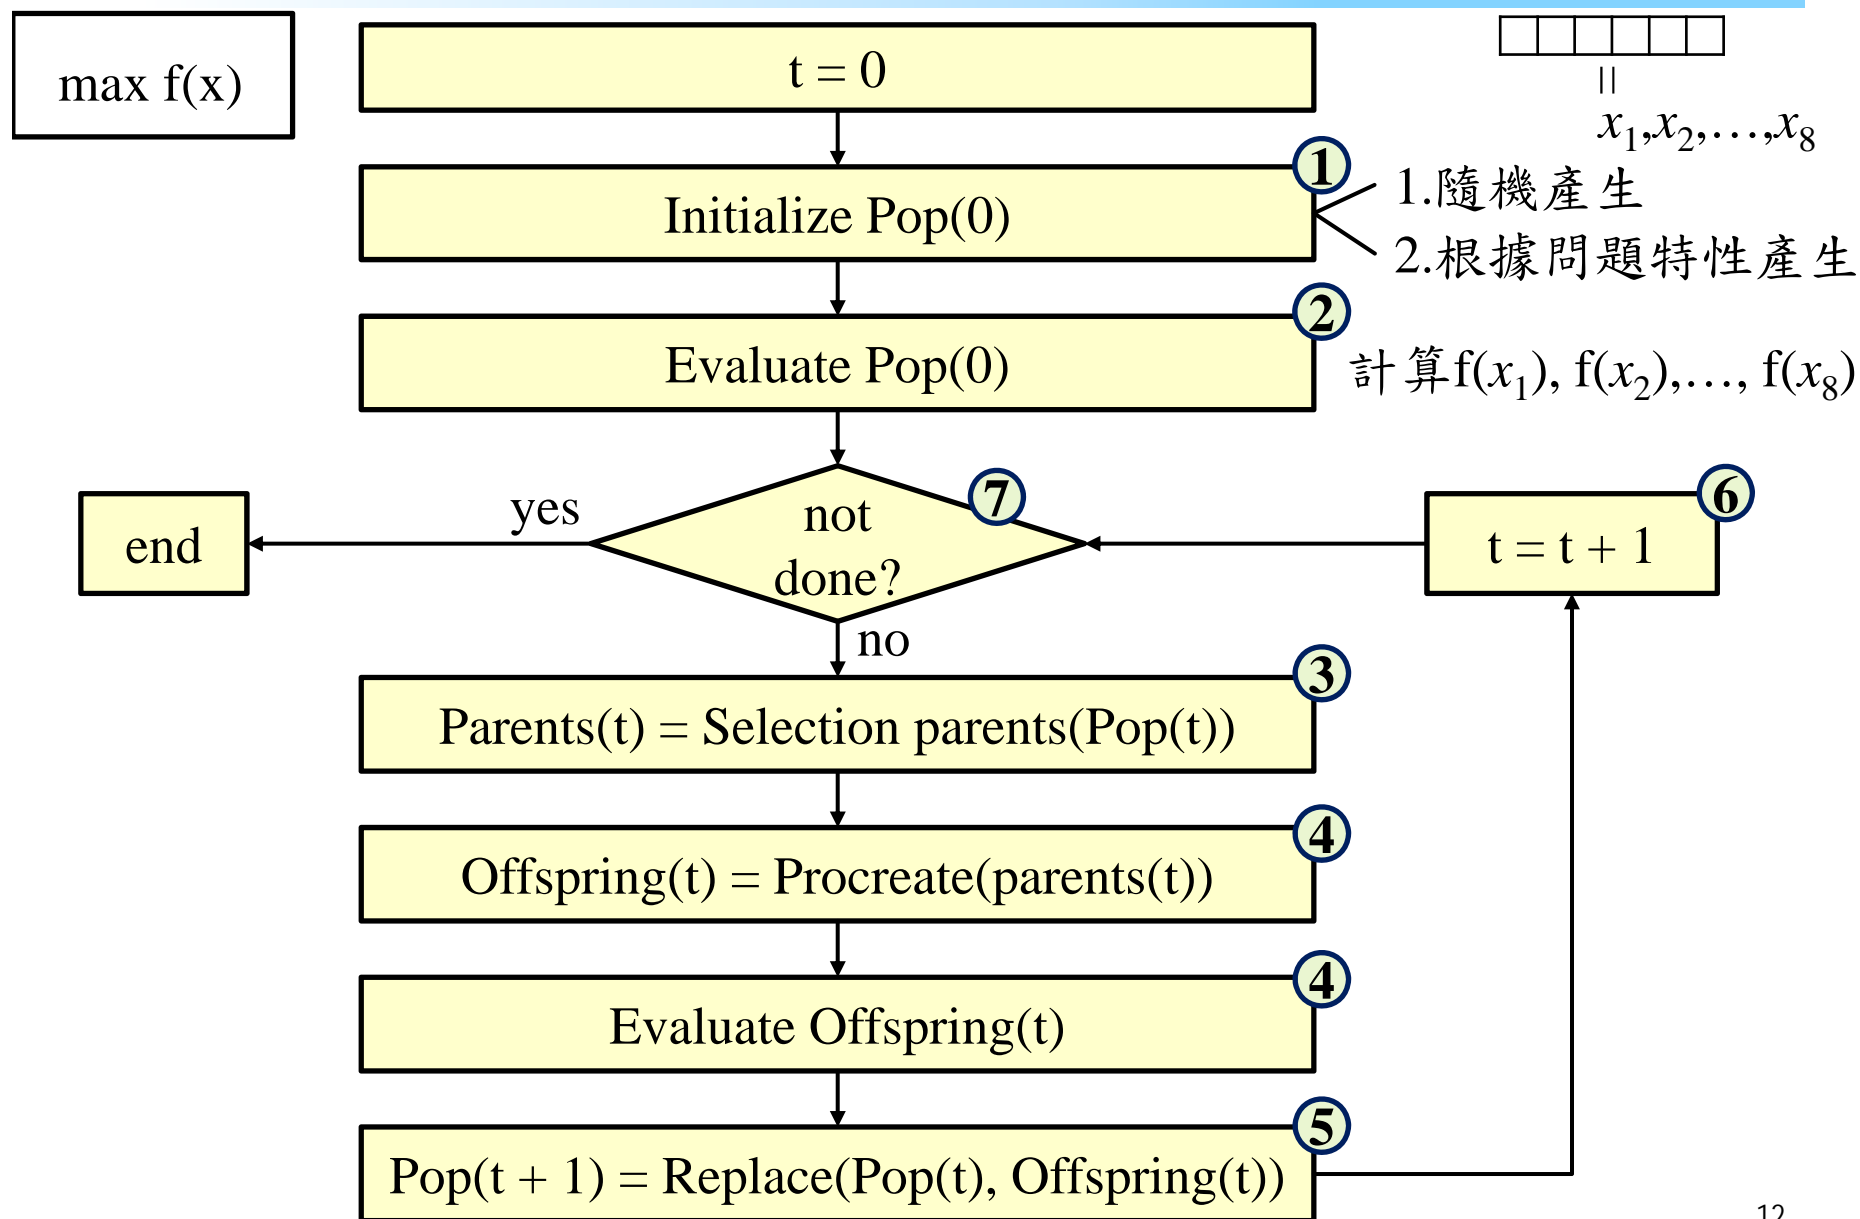 max f(x)
t = 0
x₁,x₂,…,x₈
1
Initialize Pop(0)
1.隨機產生
2.根據問題特性產生
2
Evaluate Pop(0)
計算f(x₁), f(x₂),…, f(x₈)
7
not
done?
yes
end
6
t = t + 1
no
3
Parents(t) = Selection parents(Pop(t))
4
Offspring(t) = Procreate(parents(t))
4
Evaluate Offspring(t)
5
Pop(t + 1) = Replace(Pop(t), Offspring(t))
12